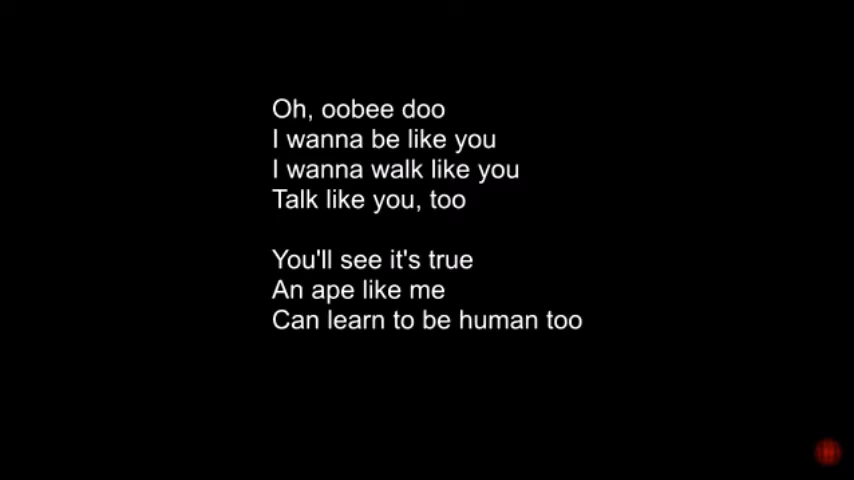 Oh, oobee doo
I wanna be like you
I wanna walk like you
Talk like you, too
You'll see it's true
An ape like me
Can learn to be human too